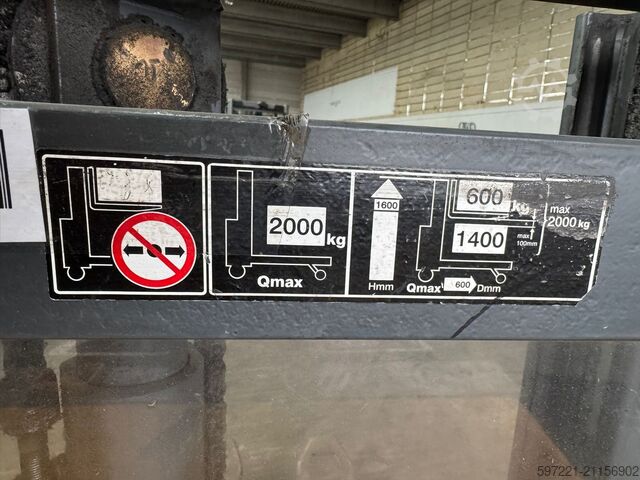 2000 kg
Qmax
1600
Hmm
600 kg
1400
max
100mm
max
2000 kg
Qmax 600 Dmm
597221-21156902